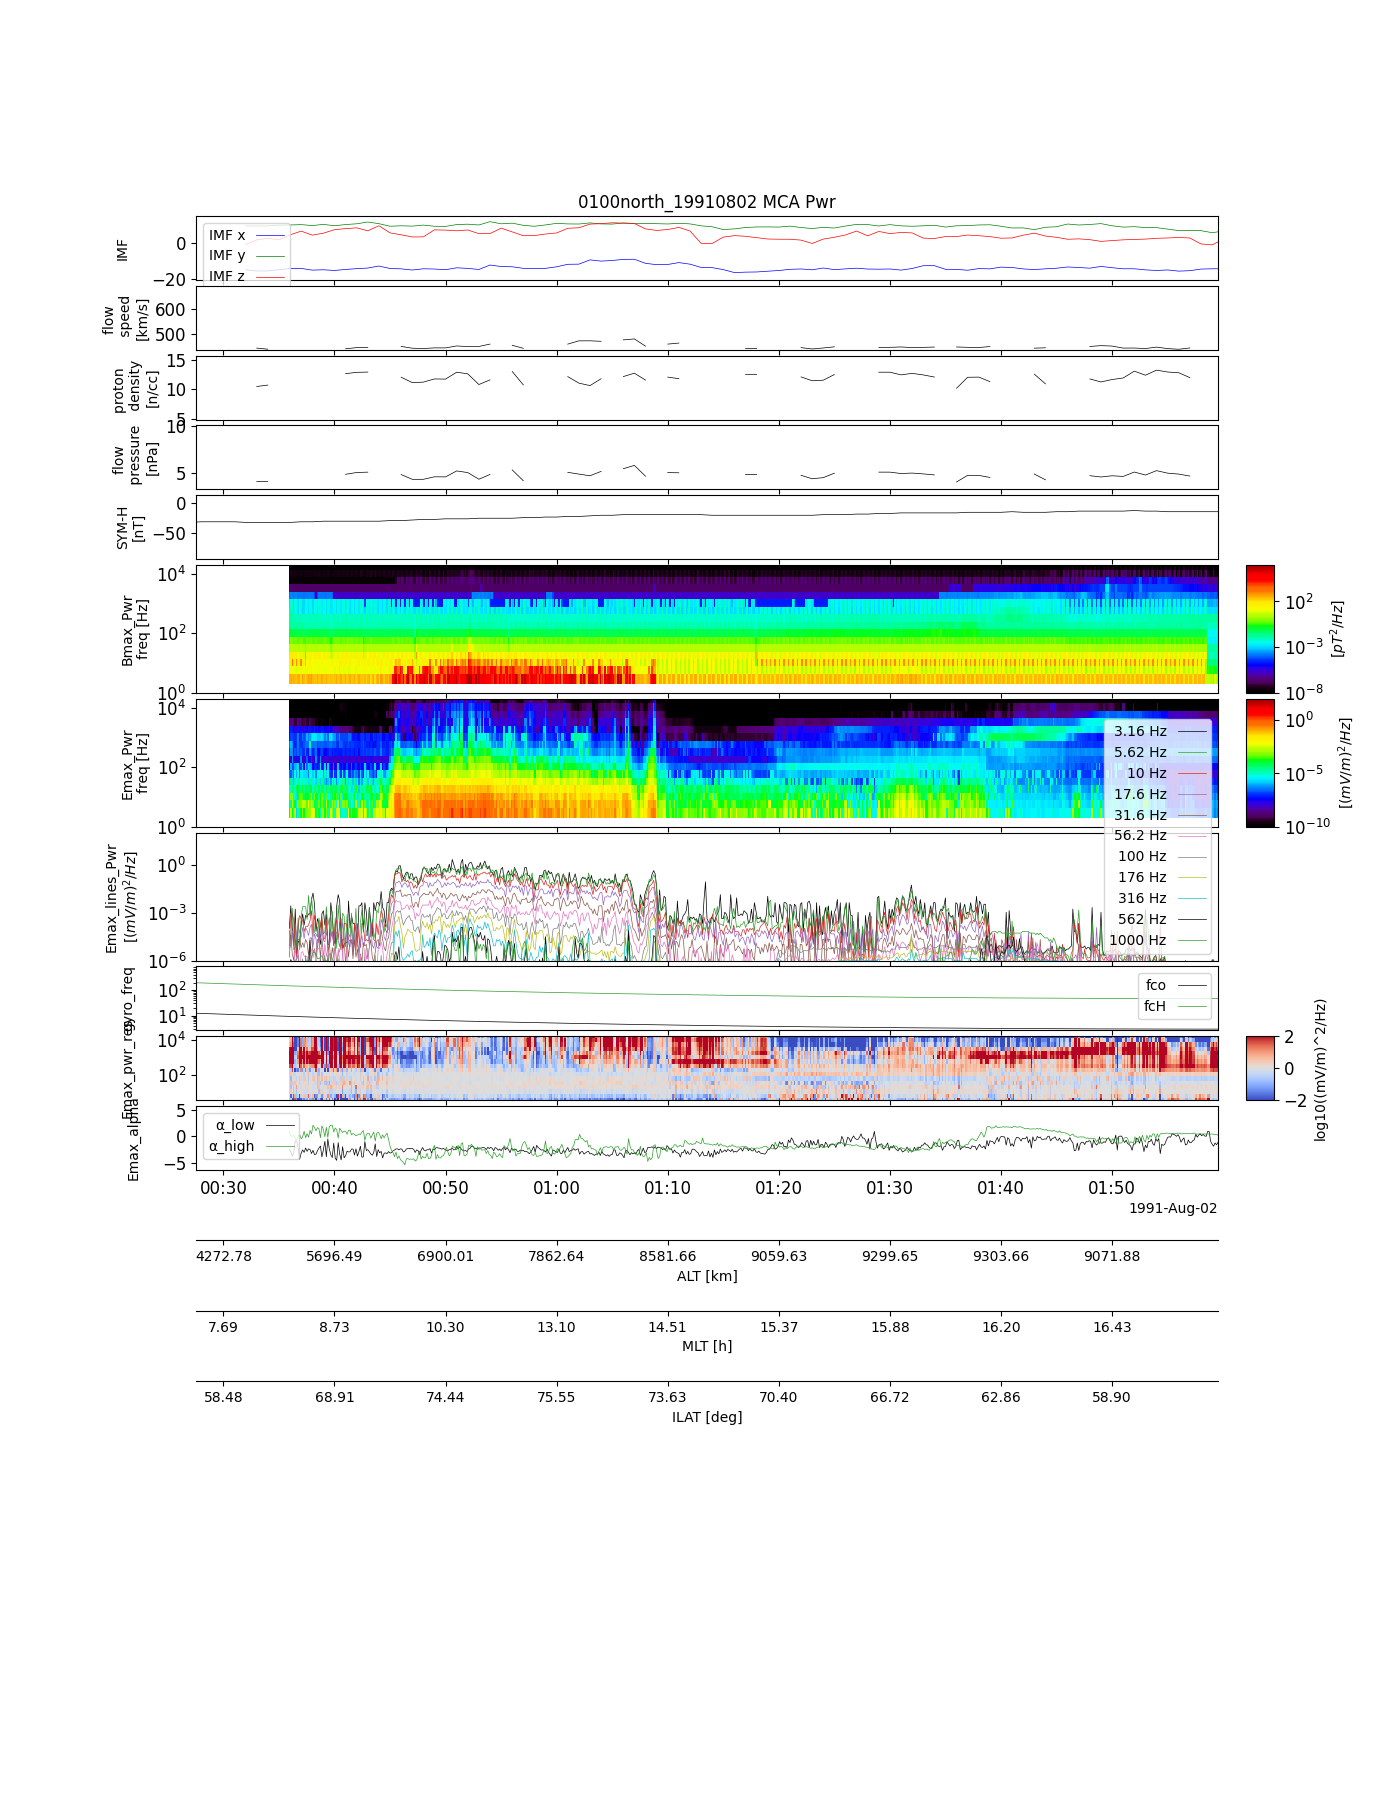 0100north_19910802 MCA Pwr
IMF
0
−20
IMF x
IMF y
IMF z
flow
speed
[km/s]
600
500
proton
density
[n/cc]
15
10
5
flow
pressure
[nPa]
10
5
SYM-H
[nT]
0
−50
Bmax_Pwr
freq [Hz]
10^4
10^2
10^0
10^2
10^−3
10^−8
[pT^2/Hz]
Emax_Pwr
freq [Hz]
10^4
10^2
10^0
10^0
10^−5
10^−10
[(mV/m)^2/Hz]
3.16 Hz
5.62 Hz
10 Hz
17.6 Hz
31.6 Hz
56.2 Hz
100 Hz
176 Hz
316 Hz
562 Hz
1000 Hz
Emax_lines_Pwr
[(mV/m)^2/Hz]
10^0
10^−3
10^−6
gyro_freq
10^2
10^1
fco
fcH
Emax_pwr_reg
10^4
10^2
2
0
−2
log10((mV/m)^2/Hz)
Emax_alpha
5
0
−5
α_low
α_high
00:30 00:40 00:50 01:00 01:10 01:20 01:30 01:40 01:50
1991-Aug-02
4272.78 5696.49 6900.01 7862.64 8581.66 9059.63 9299.65 9303.66 9071.88
ALT [km]
7.69 8.73 10.30 13.10 14.51 15.37 15.88 16.20 16.43
MLT [h]
58.48 68.91 74.44 75.55 73.63 70.40 66.72 62.86 58.90
ILAT [deg]